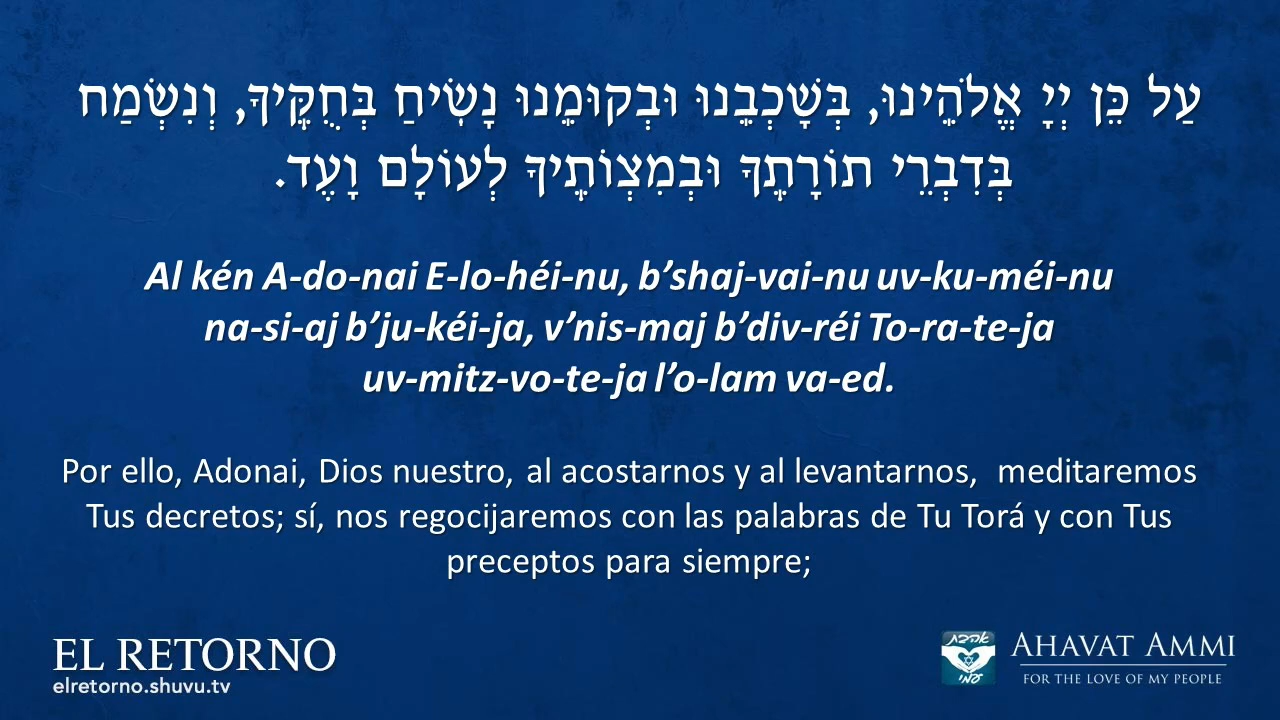 עַל כֵּן יְיָ אֱלֹהֵֽינוּ, בְּשָׁכְבֵֽנוּ וּבְקוּמֵֽנוּ נָשִֽׂיחַ בְּחֻקֶּֽיךָ, וְנִשְׂמַח
בְּדִבְרֵי תוֹרָתֶֽךָ וּבְמִצְוֹתֶֽיךָ לְעוֹלָם וָעֶד.
Al kén A-do-nai E-lo-héi-nu, b’shaj-vai-nu uv-ku-méi-nu
na-si-aj b’ju-kéi-ja, v’nis-maj b’div-réi To-ra-te-ja
uv-mitz-vo-te-ja l’o-lam va-ed.
Por ello, Adonai, Dios nuestro, al acostarnos y al levantarnos,  meditaremos
Tus decretos; sí, nos regocijaremos con las palabras de Tu Torá y con Tus
preceptos para siempre;
EL RETORNO
elretorno.shuvu.tv
אהבת
עמי
AHAVAT AMMI
FOR THE LOVE OF MY PEOPLE